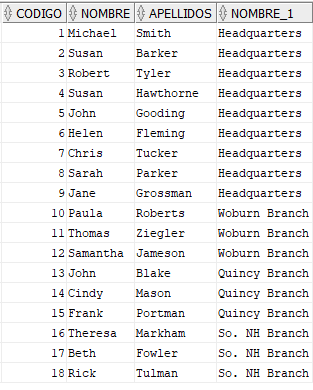 CODIGO NOMBRE APELLIDOS NOMBRE_1
1 Michael Smith Headquarters
2 Susan Barker Headquarters
3 Robert Tyler Headquarters
4 Susan Hawthorne Headquarters
5 John Gooding Headquarters
6 Helen Fleming Headquarters
7 Chris Tucker Headquarters
8 Sarah Parker Headquarters
9 Jane Grossman Headquarters
10 Paula Roberts Woburn Branch
11 Thomas Ziegler Woburn Branch
12 Samantha Jameson Woburn Branch
13 John Blake Quincy Branch
14 Cindy Mason Quincy Branch
15 Frank Portman Quincy Branch
16 Theresa Markham So. NH Branch
17 Beth Fowler So. NH Branch
18 Rick Tulman So. NH Branch